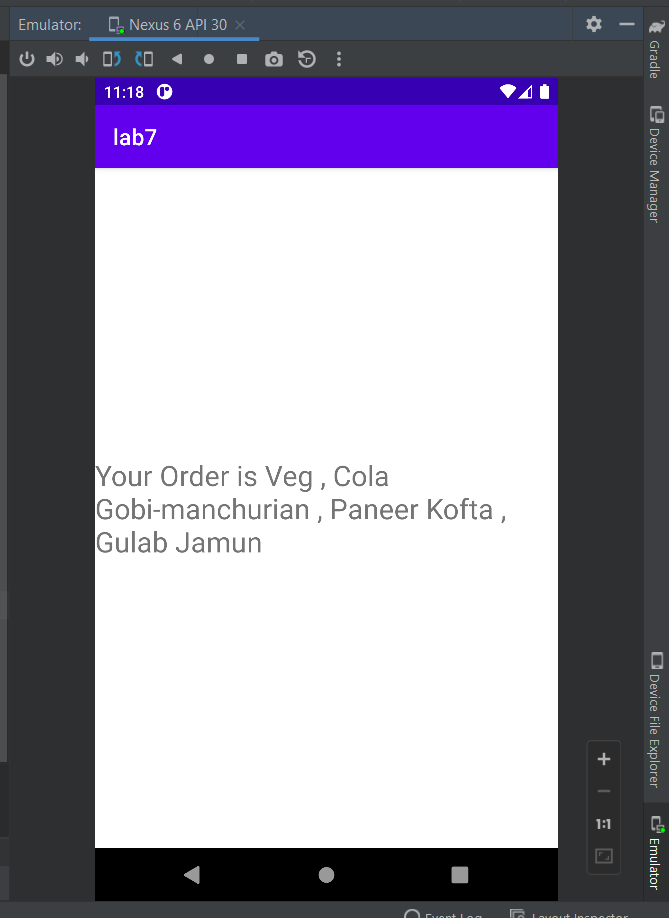 Emulator: Nexus 6 API 30
11:18
lab7
Your Order is Veg , Cola
Gobi-manchurian , Paneer Kofta ,
Gulab Jamun
1:1
Gradle
Device Manager
Device File Explorer
Emulator
Event Log Layout Inspector